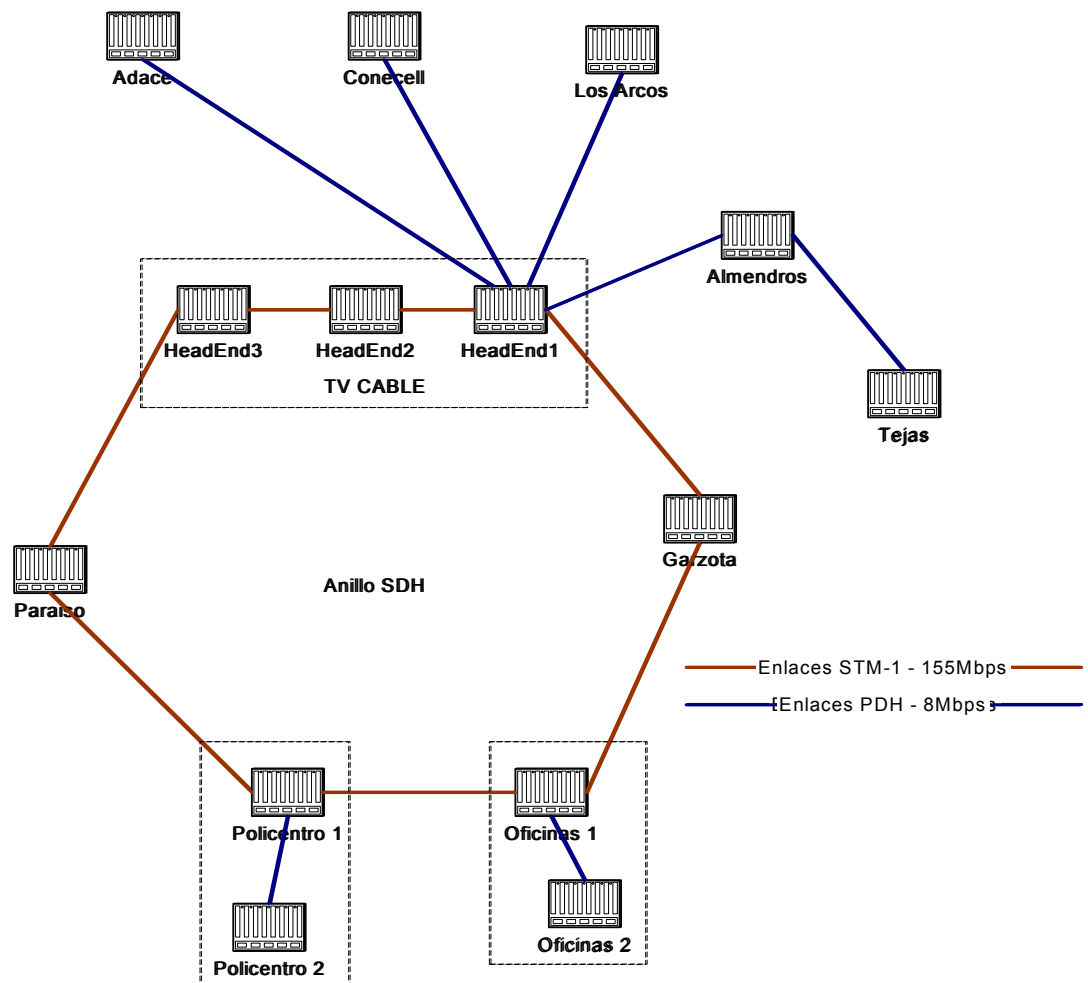 Adace
Conecell
Los Arcos
Almendros
HeadEnd3
HeadEnd2
HeadEnd1
TV CABLE
Tejas
Garzota
Paraiso
Anillo SDH
Enlaces STM-1 - 155Mbps
Enlaces PDH - 8Mbps
Policentro 1
Oficinas 1
Oficinas 2
Policentro 2